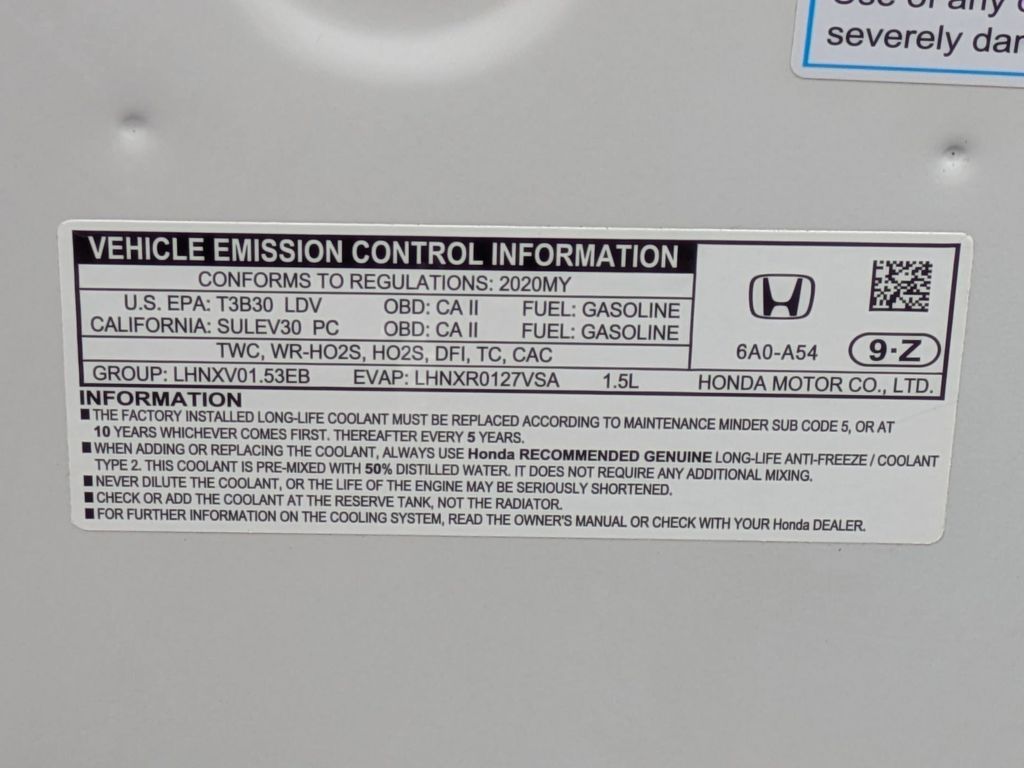 Use of any
severely dar
VEHICLE EMISSION CONTROL INFORMATION
CONFORMS TO REGULATIONS: 2020MY
U.S. EPA: T3B30 LDV OBD: CA II FUEL: GASOLINE
CALIFORNIA: SULEV30 PC OBD: CA II FUEL: GASOLINE
TWC, WR-HO2S, HO2S, DFI, TC, CAC
6A0-A54 9·Z
GROUP: LHNXV01.53EB EVAP: LHNXR0127VSA 1.5L HONDA MOTOR CO., LTD.
INFORMATION
■ THE FACTORY INSTALLED LONG-LIFE COOLANT MUST BE REPLACED ACCORDING TO MAINTENANCE MINDER SUB CODE 5, OR AT
10 YEARS WHICHEVER COMES FIRST. THEREAFTER EVERY 5 YEARS.
■ WHEN ADDING OR REPLACING THE COOLANT, ALWAYS USE Honda RECOMMENDED GENUINE LONG-LIFE ANTI-FREEZE / COOLANT
TYPE 2. THIS COOLANT IS PRE-MIXED WITH 50% DISTILLED WATER. IT DOES NOT REQUIRE ANY ADDITIONAL MIXING.
■ NEVER DILUTE THE COOLANT, OR THE LIFE OF THE ENGINE MAY BE SERIOUSLY SHORTENED.
■ CHECK OR ADD THE COOLANT AT THE RESERVE TANK, NOT THE RADIATOR.
■ FOR FURTHER INFORMATION ON THE COOLING SYSTEM, READ THE OWNER'S MANUAL OR CHECK WITH YOUR Honda DEALER.